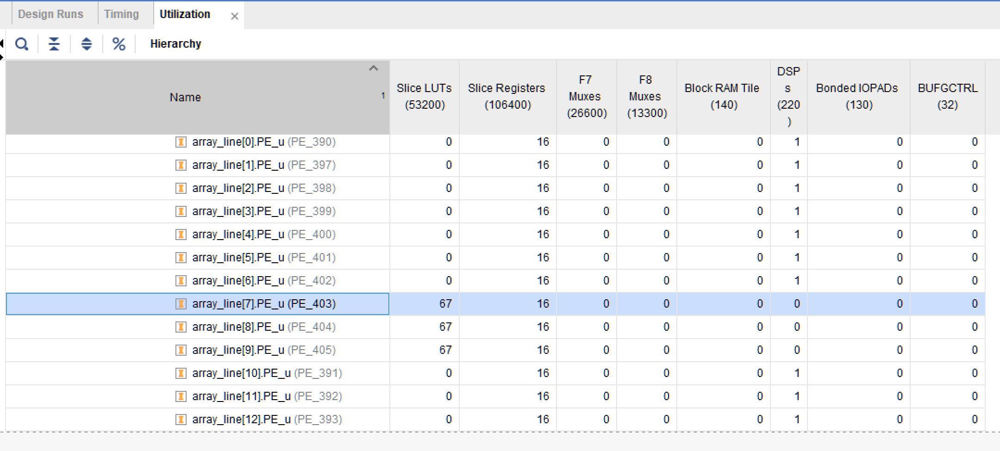 Design Runs Timing Utilization ×
% Hierarchy
Name 1 Slice LUTs (53200) Slice Registers (106400) F7 Muxes (26600) F8 Muxes (13300) Block RAM Tile (140) DSPs (220) Bonded IOPADs (130) BUFGCTRL (32)
I array_line[0].PE_u (PE_390) 0 16 0 0 0 1 0 0
I array_line[1].PE_u (PE_397) 0 16 0 0 0 1 0 0
I array_line[2].PE_u (PE_398) 0 16 0 0 0 1 0 0
I array_line[3].PE_u (PE_399) 0 16 0 0 0 1 0 0
I array_line[4].PE_u (PE_400) 0 16 0 0 0 1 0 0
I array_line[5].PE_u (PE_401) 0 16 0 0 0 1 0 0
I array_line[6].PE_u (PE_402) 0 16 0 0 0 1 0 0
I array_line[7].PE_u (PE_403) 67 16 0 0 0 0 0 0
I array_line[8].PE_u (PE_404) 67 16 0 0 0 0 0 0
I array_line[9].PE_u (PE_405) 67 16 0 0 0 0 0 0
I array_line[10].PE_u (PE_391) 0 16 0 0 0 1 0 0
I array_line[11].PE_u (PE_392) 0 16 0 0 0 1 0 0
I array_line[12].PE_u (PE_393) 0 16 0 0 0 1 0 0